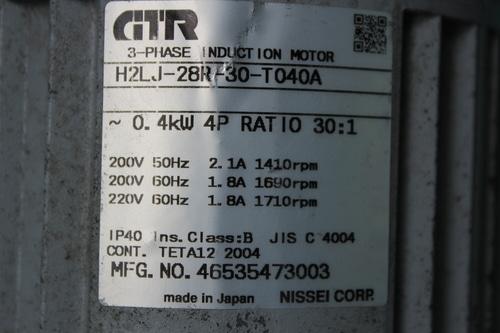 GTR
3-PHASE INDUCTION MOTOR
H2LJ-28R-30-T040A
~ 0.4kW 4P RATIO 30:1
200V 50Hz 2.1A 1410rpm
200V 60Hz 1.8A 1690rpm
220V 60Hz 1.8A 1710rpm
IP40 Ins.Class:B JIS C 4004
CONT. TETA12 2004
MFG.NO.46535473003
made in Japan NISSEI CORP.